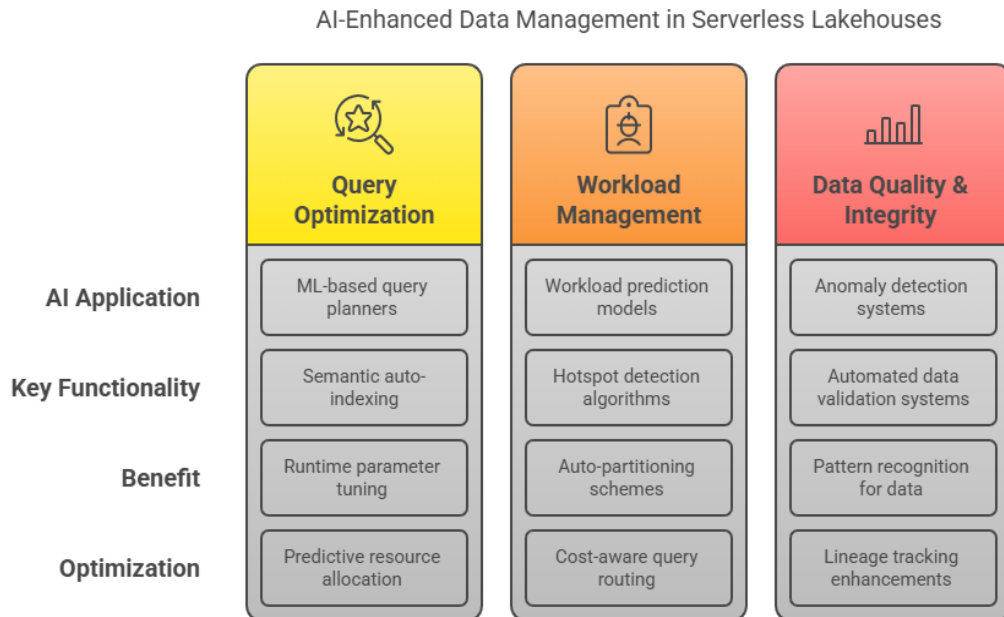 AI-Enhanced Data Management in Serverless Lakehouses
Query
Optimization
Workload
Management
Data Quality &
Integrity
AI Application
ML-based query
planners
Workload prediction
models
Anomaly detection
systems
Key Functionality
Semantic auto-
indexing
Hotspot detection
algorithms
Automated data
validation systems
Benefit
Runtime parameter
tuning
Auto-partitioning
schemes
Pattern recognition
for data
Optimization
Predictive resource
allocation
Cost-aware query
routing
Lineage tracking
enhancements